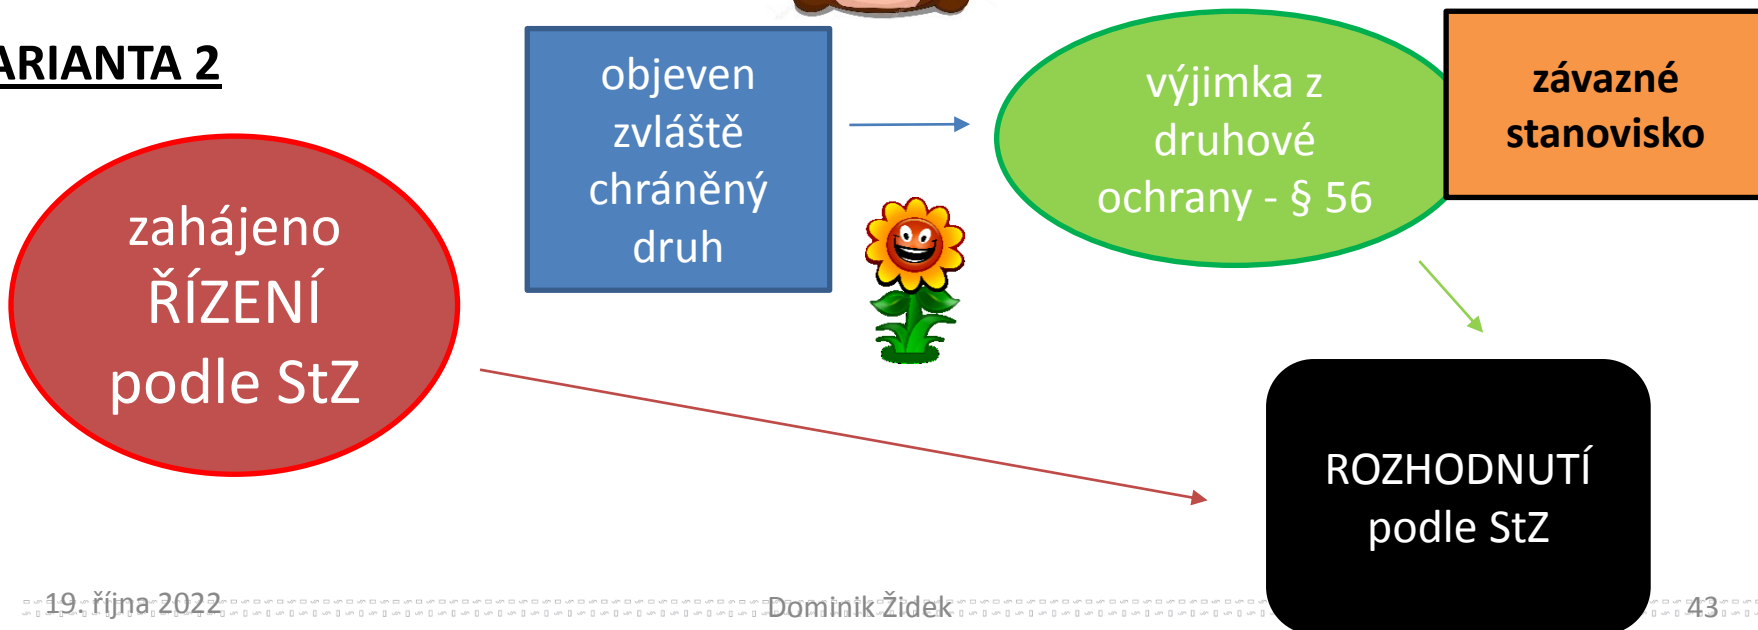 ARIANTA 2
objeven
zvláště
chráněný
druh
výjimka z
druhové
ochrany - § 56
závazné
stanovisko
zahájeno
ŘÍZENÍ
podle StZ
ROZHODNUTÍ
podle StZ
19. října 2022
Dominik Židek
43